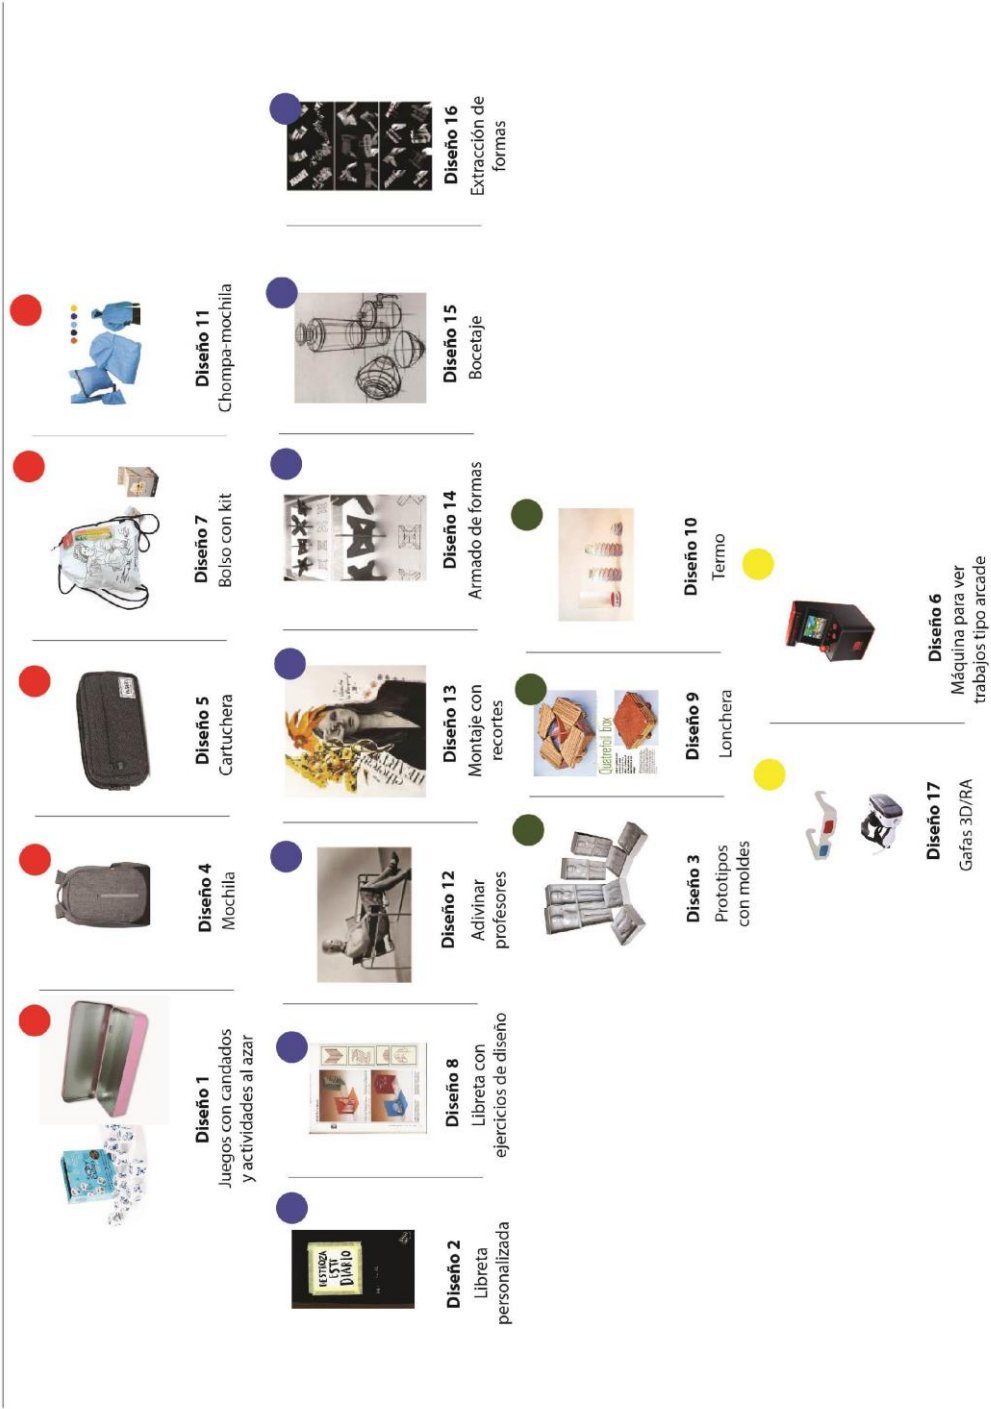 Diseño 1
Juegos con candados
y actividades al azar
Diseño 4
Mochila
Diseño 5
Cartuchera
Diseño 7
Bolso con kit
Diseño 11
Chompa-mochila
DESTROZA
ESTE
DIARIO
Diseño 2
Libreta
personalizada
Diseño 8
Libreta con
ejercicios de diseño
Diseño 12
Adivinar
profesores
Diseño 13
Montaje con
recortes
Diseño 14
Armado de formas
Diseño 15
Bocetaje
Diseño 16
Extracción de
formas
Diseño 3
Prototipos
con moldes
Quatrefoil box
Diseño 9
Lonchera
Diseño 10
Termo
Diseño 17
Gafas 3D/RA
Diseño 6
Máquina para ver
trabajos tipo arcade